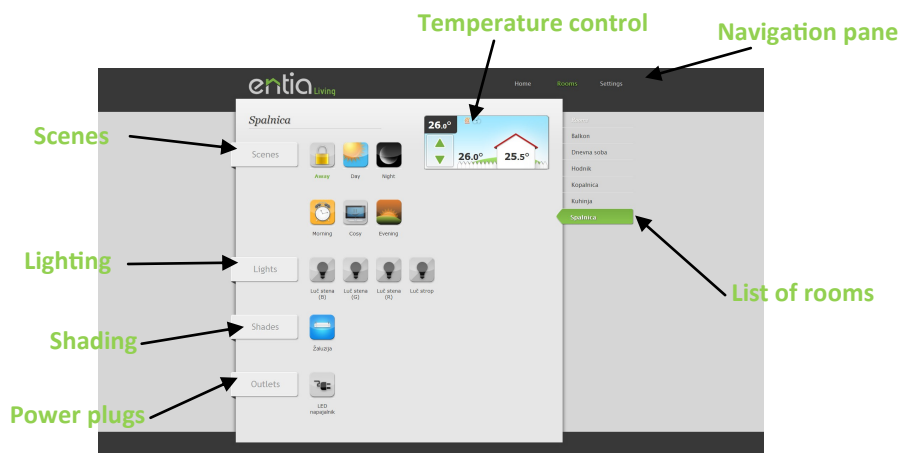 Temperature control
Navigation pane
entia Living
Home Rooms Settings
Spalnica
26.0°
26.0° 25.5°
Scenes
Scenes
Away Day Night
Morning Cosy Evening
Balkon
Dnevna soba
Hodnik
Kopalnica
Kuhinja
Spalnica
List of rooms
Lighting
Lights
Luč stena (B) Luč stena (G) Luč stena (R) Luč strop
Shading
Shades
Žaluzija
Power plugs
Outlets
LED
napajalnik